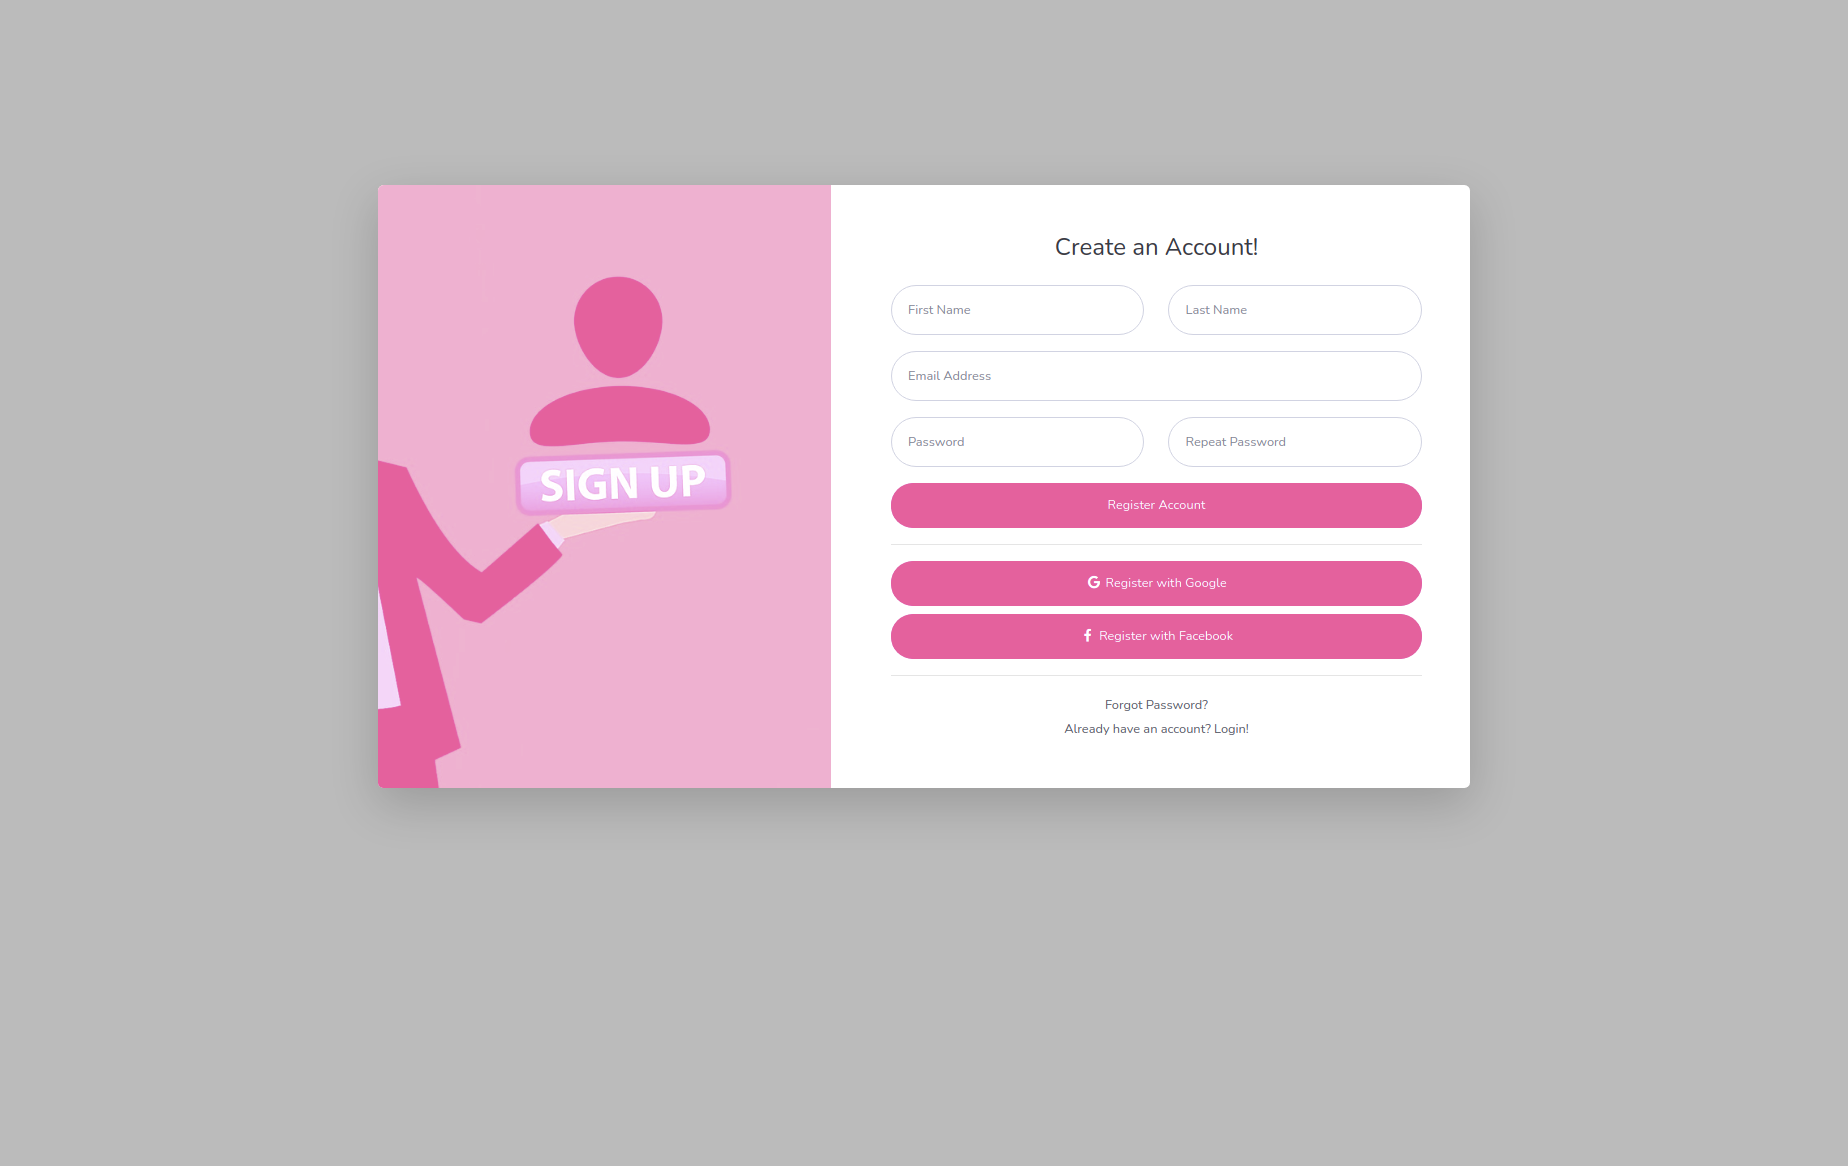 SIGN UP
Create an Account!
First Name
Last Name
Email Address
Password
Repeat Password
Register Account
Register with Google
Register with Facebook
Forgot Password?
Already have an account? Login!